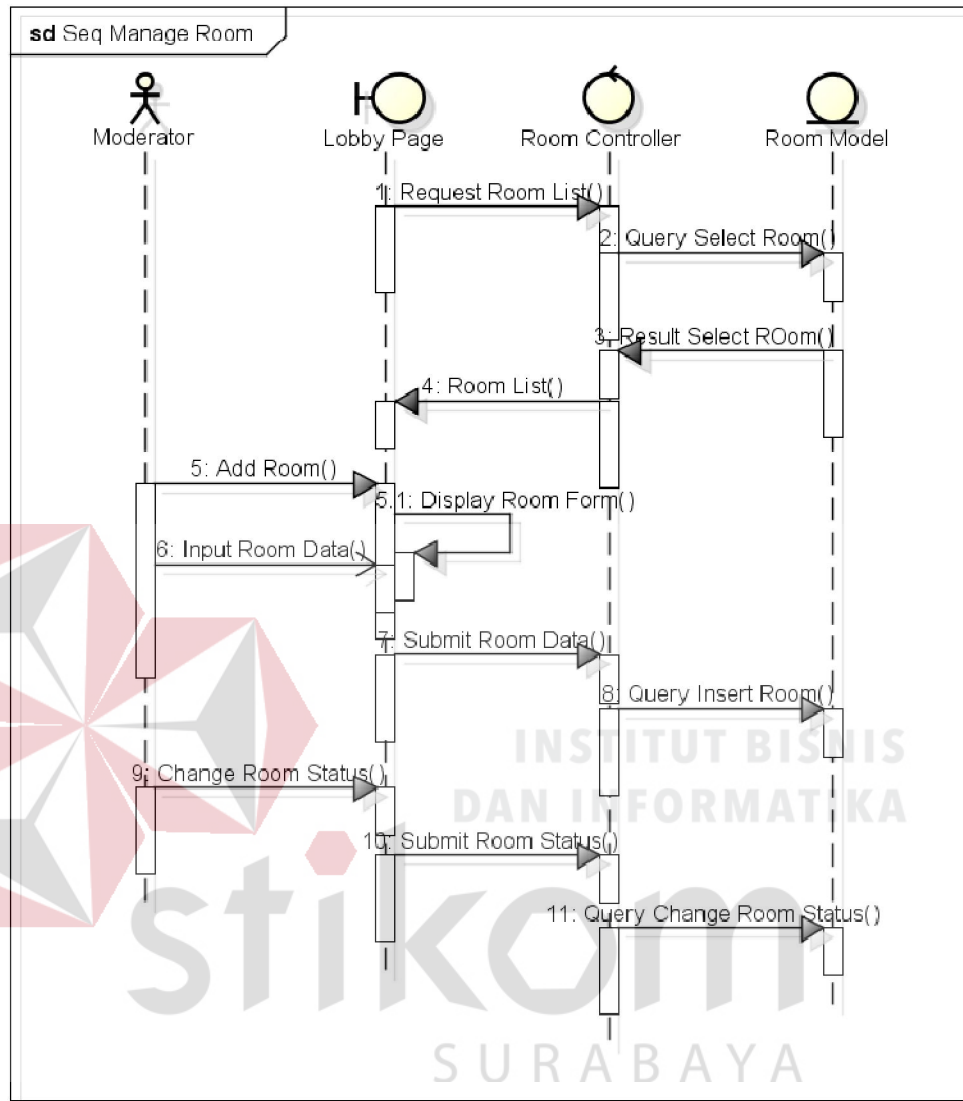 sd Seq Manage Room
Moderator
Lobby Page
Room Controller
Room Model
1: Request Room List()
2: Query Select Room()
3: Result Select ROom()
4: Room List()
5: Add Room()
5.1: Display Room Form()
6: Input Room Data()
7: Submit Room Data()
8: Query Insert Room()
INSTITUT BISNIS
9: Change Room Status()
DAN INFORMATIKA
10: Submit Room Status()
stikom
11: Query Change Room Status()
SURABAYA